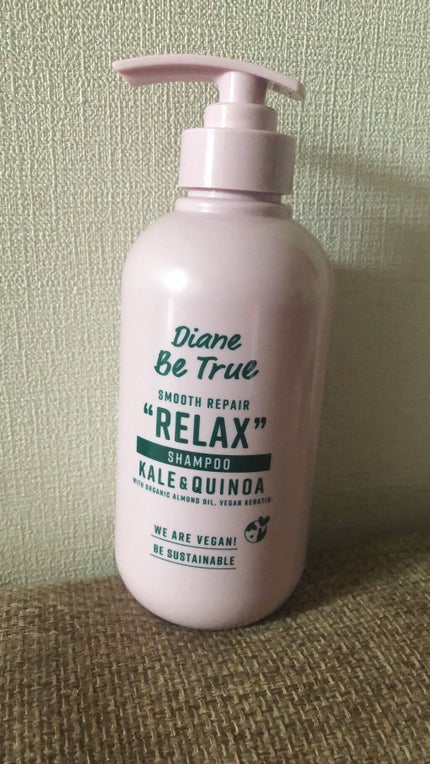 Diane
Be True
SMOOTH REPAIR
“RELAX”
SHAMPOO
KALE & QUINOA
WITH ORGANIC ALMOND OIL, VEGAN KERATIN
WE ARE VEGAN!
BE SUSTAINABLE